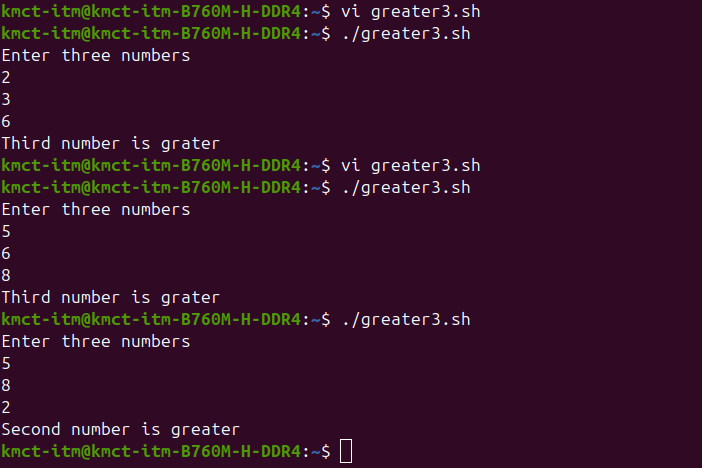 kmct-itm@kmct-itm-B760M-H-DDR4:~$ vi greater3.sh
kmct-itm@kmct-itm-B760M-H-DDR4:~$ ./greater3.sh
Enter three numbers
2
3
6
Third number is grater
kmct-itm@kmct-itm-B760M-H-DDR4:~$ vi greater3.sh
kmct-itm@kmct-itm-B760M-H-DDR4:~$ ./greater3.sh
Enter three numbers
5
6
8
Third number is grater
kmct-itm@kmct-itm-B760M-H-DDR4:~$ ./greater3.sh
Enter three numbers
5
8
2
Second number is greater
kmct-itm@kmct-itm-B760M-H-DDR4:~$